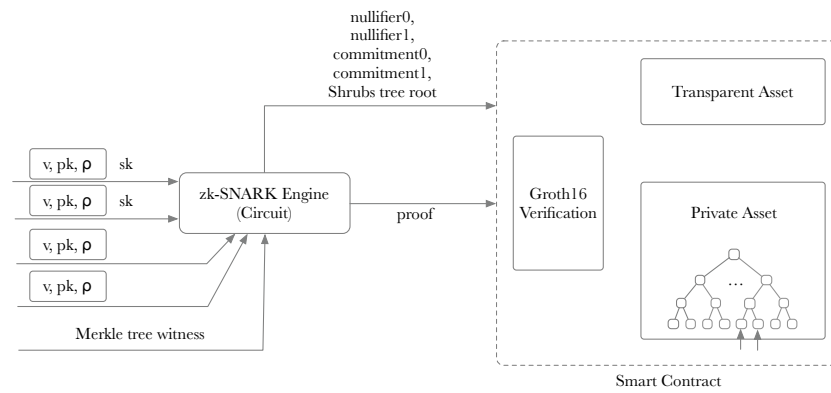 nullifier0,
nullifier1,
commitment0,
commitment1,
Shrubs tree root
Transparent Asset
v, pk, ρ
sk
v, pk, ρ
sk
zk-SNARK Engine
(Circuit)
proof
Groth16
Verification
Private Asset
v, pk, ρ
v, pk, ρ
...
Merkle tree witness
Smart Contract